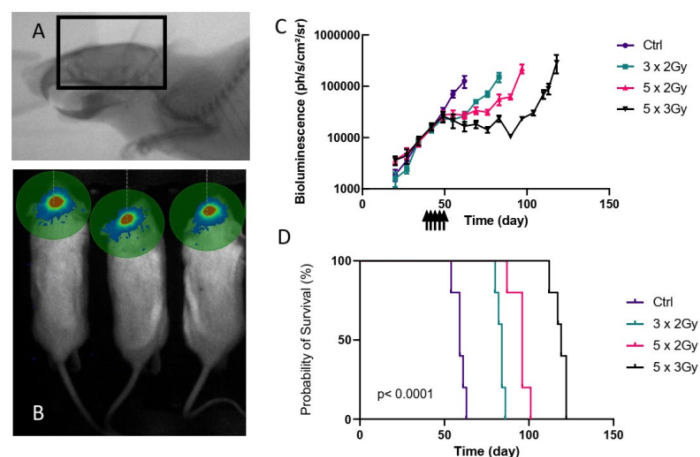 A
B
C
Bioluminescence (ph/s/cm²/sr)
1000000
100000
10000
1000
0
50
100
150
Time (day)
Ctrl
3 x 2Gy
5 x 2Gy
5 x 3Gy
D
Probability of Survival (%)
100
50
0
p< 0.0001
0
50
100
150
Time (day)
Ctrl
3 x 2Gy
5 x 2Gy
5 x 3Gy